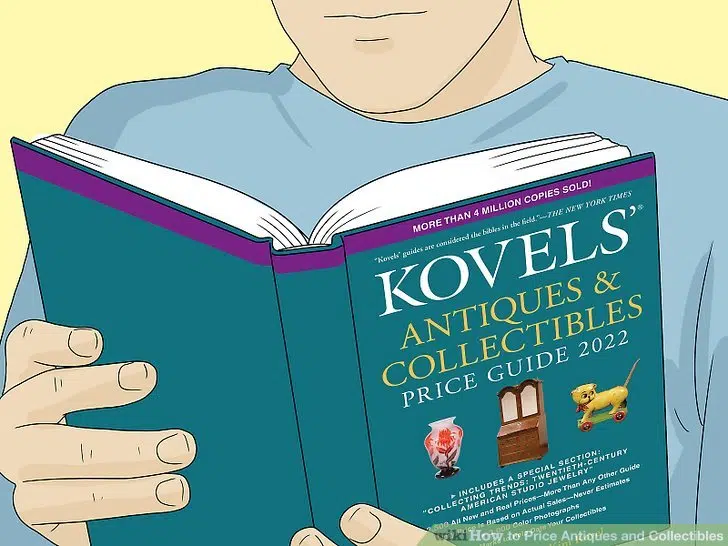 MORE THAN 4 MILLION COPIES SOLD!
"Kovels' guides are considered the bibles in the field."—THE NEW YORK TIMES
KOVELS'®
ANTIQUES &
COLLECTIBLES
PRICE GUIDE 2022
▶ INCLUDES A SPECIAL SECTION:
"COLLECTING TRENDS: TWENTIETH-CENTURY
AMERICAN STUDIO JEWELRY"
All New and Real Prices—More Than Any Other Guide
is Based on Actual Sales—Never Estimates
Color Photographs
Your Collectibles
wikiHow to Price Antiques and Collectibles